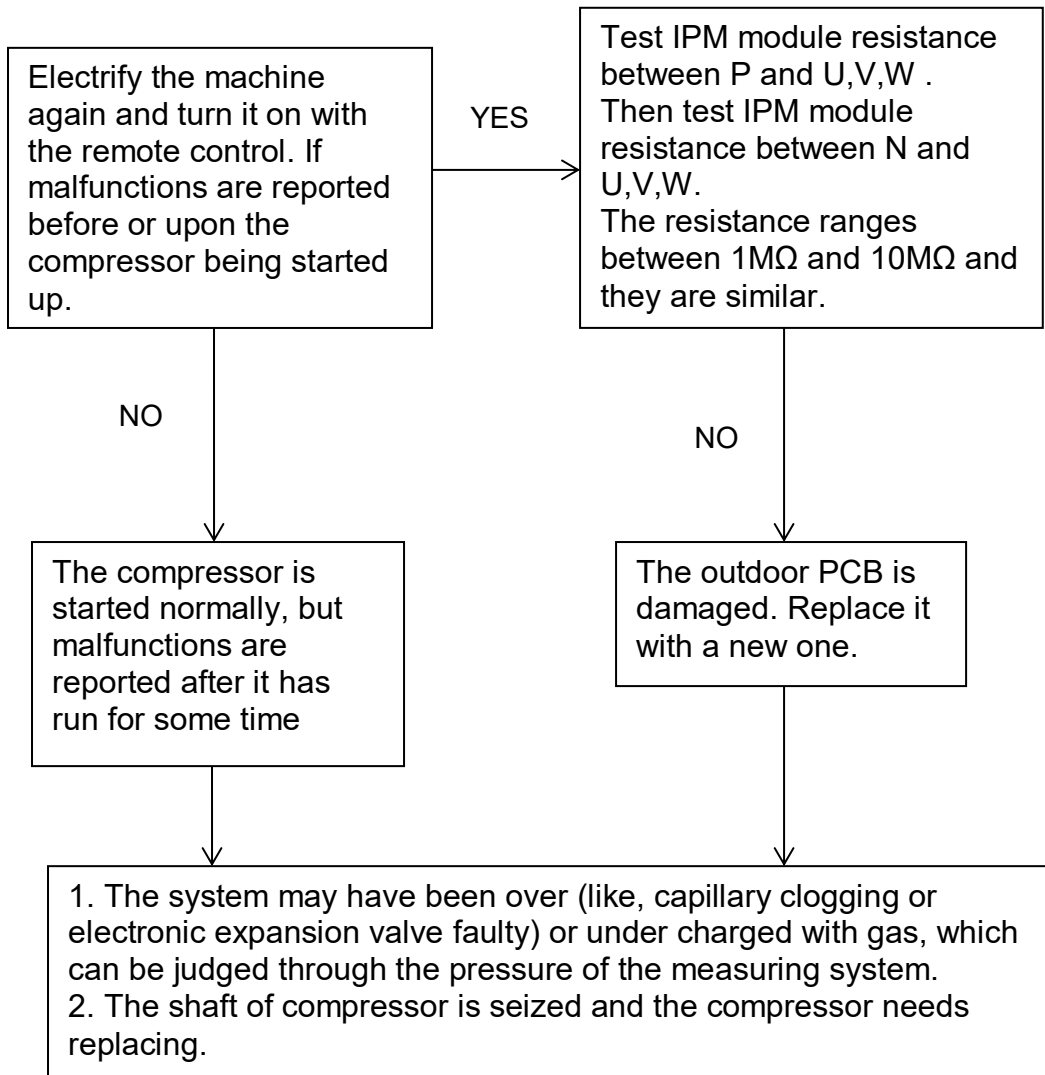 Electrify the machine
again and turn it on with
the remote control. If
malfunctions are reported
before or upon the
compressor being started
up.
YES
Test IPM module resistance
between P and U,V,W .
Then test IPM module
resistance between N and
U,V,W.
The resistance ranges
between 1MΩ and 10MΩ and
they are similar.
NO
NO
The compressor is
started normally, but
malfunctions are
reported after it has
run for some time
The outdoor PCB is
damaged. Replace it
with a new one.
1. The system may have been over (like, capillary clogging or
electronic expansion valve faulty) or under charged with gas, which
can be judged through the pressure of the measuring system.
2. The shaft of compressor is seized and the compressor needs
replacing.